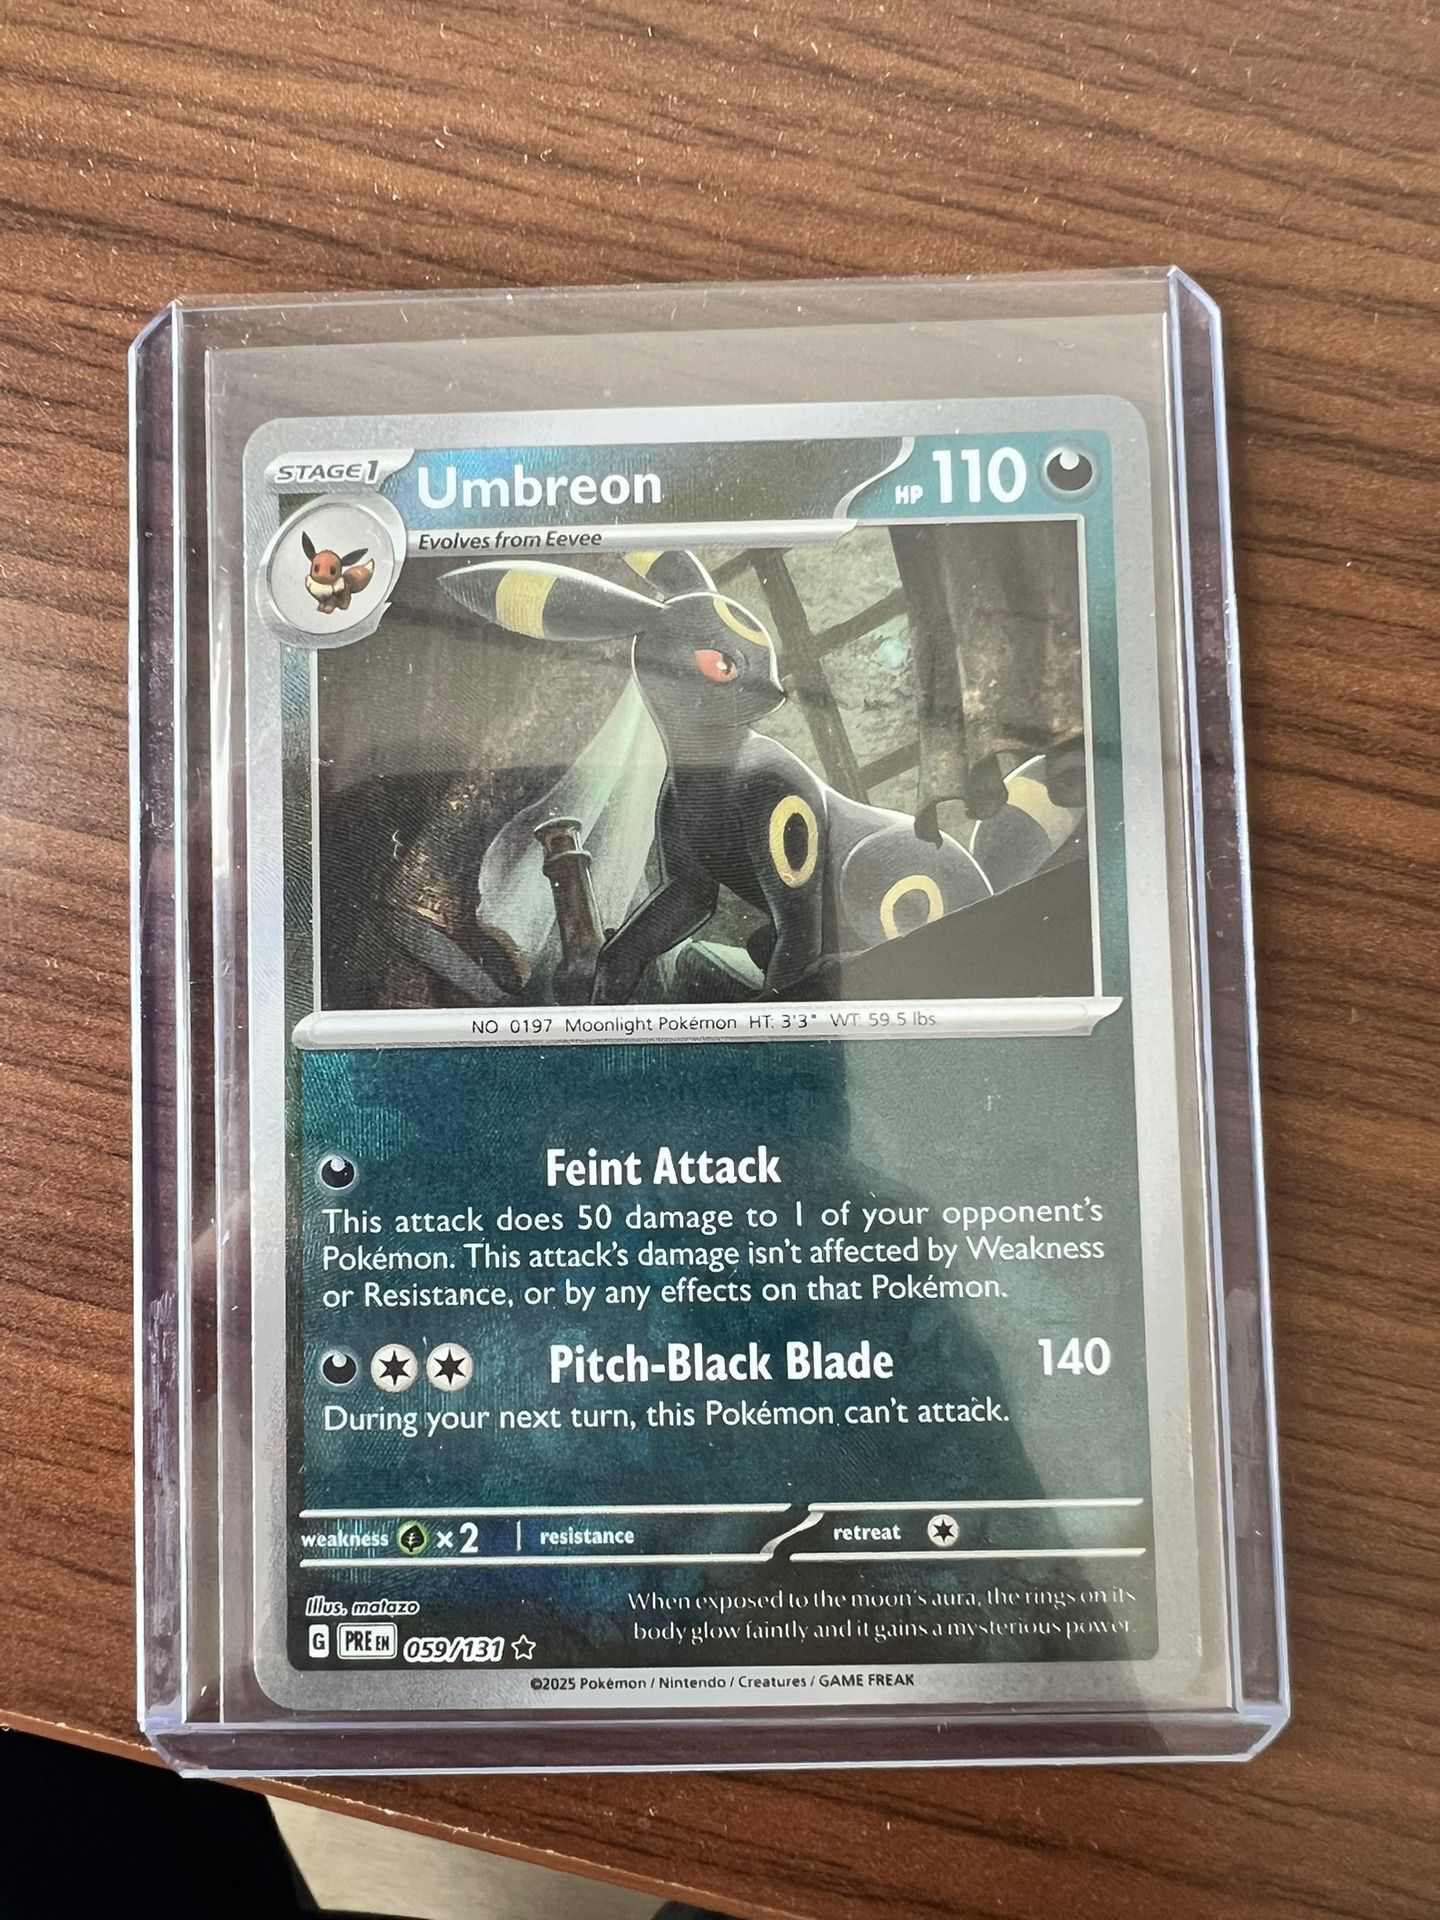 STAGE 1
Umbreon
HP 110
Evolves from Eevee
NO 0197 Moonlight Pokémon HT: 3'3" WT: 59.5 lbs
Feint Attack
This attack does 50 damage to 1 of your opponent's
Pokémon. This attack's damage isn't affected by Weakness
or Resistance, or by any effects on that Pokémon.
Pitch-Black Blade 140
During your next turn, this Pokémon can't attack.
weakness ×2 resistance retreat
Illus. matazo
When exposed to the moon's aura, the rings on its
body glow faintly and it gains a mysterious power.
G PRE EN 059/131
©2025 Pokémon / Nintendo / Creatures / GAME FREAK